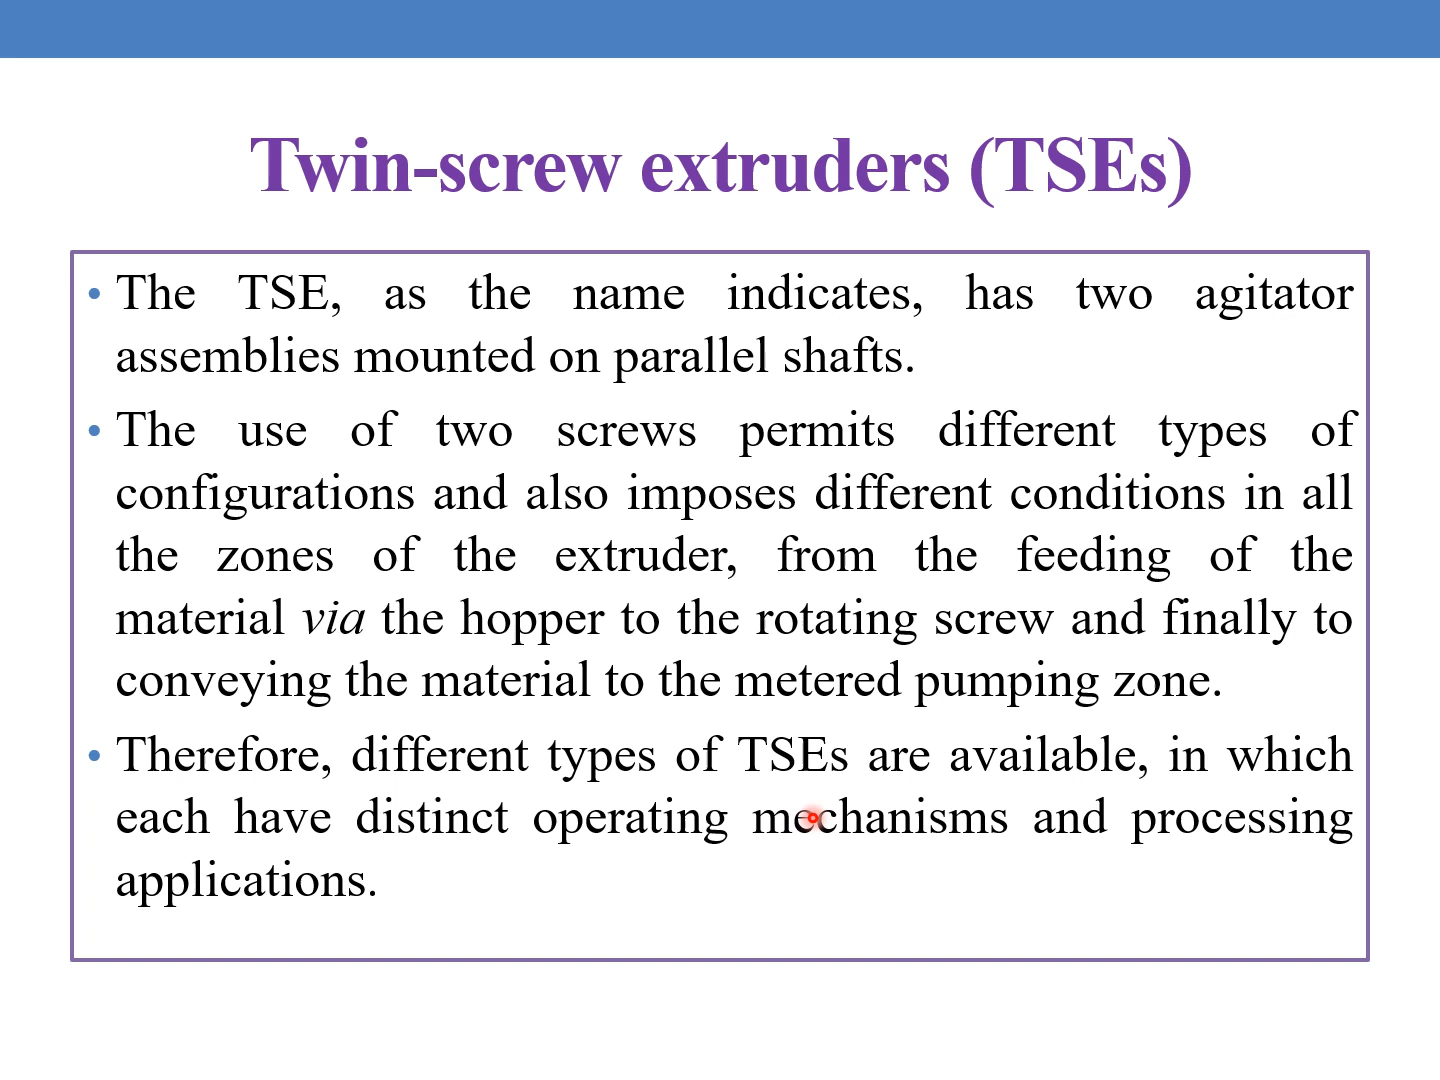 Twin-screw extruders (TSEs)
• The TSE, as the name indicates, has two agitator
assemblies mounted on parallel shafts.
• The use of two screws permits different types of
configurations and also imposes different conditions in all
the zones of the extruder, from the feeding of the
material via the hopper to the rotating screw and finally to
conveying the material to the metered pumping zone.
• Therefore, different types of TSEs are available, in which
each have distinct operating mechanisms and processing
applications.